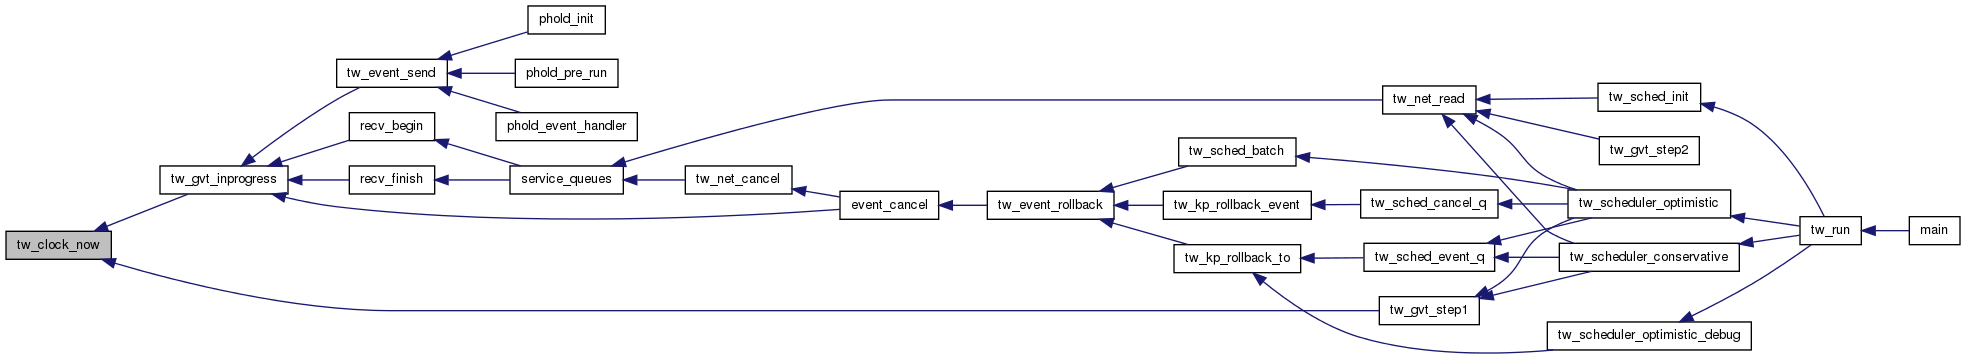 phold_init
tw_event_send
phold_pre_run
tw_net_read
tw_sched_init
recv_begin
phold_event_handler
tw_sched_batch
tw_gvt_step2
tw_gvt_inprogress
recv_finish
service_queues
tw_net_cancel
event_cancel
tw_event_rollback
tw_kp_rollback_event
tw_sched_cancel_q
tw_scheduler_optimistic
tw_clock_now
tw_run
main
tw_kp_rollback_to
tw_sched_event_q
tw_scheduler_conservative
tw_gvt_step1
tw_scheduler_optimistic_debug